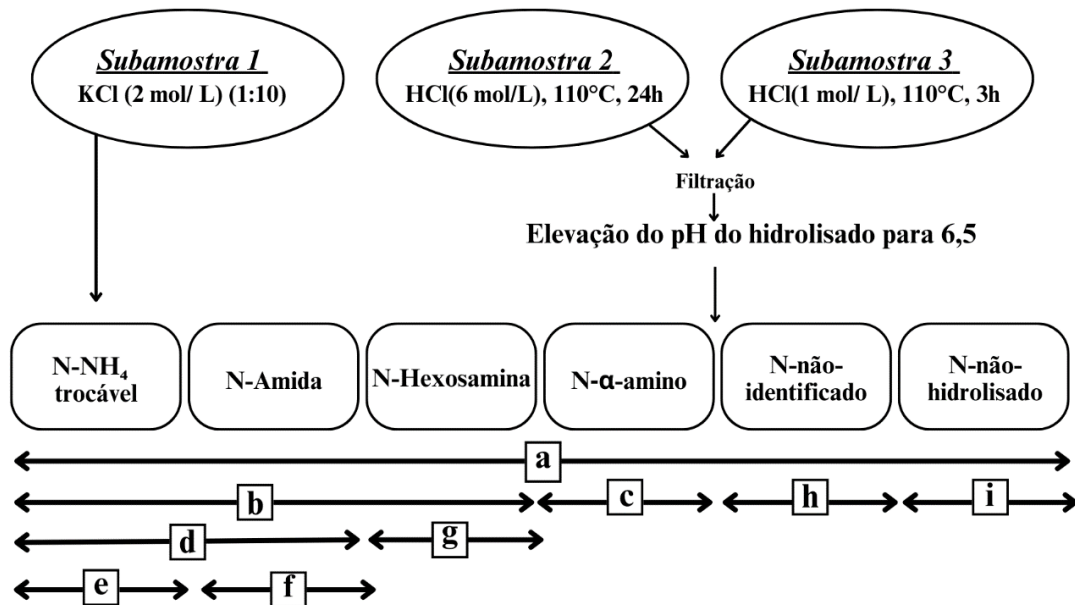 Subamostra 1
KCl (2 mol/ L) (1:10)
Subamostra 2
HCl(6 mol/L), 110°C, 24h
Subamostra 3
HCl(1 mol/ L), 110°C, 3h
Filtração
Elevação do pH do hidrolisado para 6,5
N-NH₄
trocável
N-Amida
N-Hexosamina
N-α-amino
N-não-
identificado
N-não-
hidrolisado
a
b
c
h
i
d
g
e
f